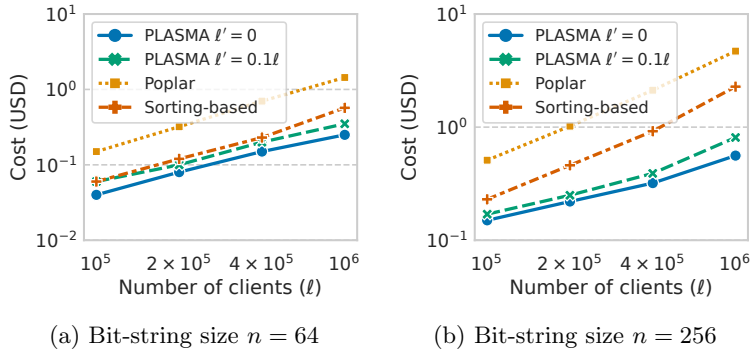 10^1
10^0
10^-1
10^-2
Cost (USD)
PLASMA ℓ′ = 0
PLASMA ℓ′ = 0.1ℓ
Poplar
Sorting-based
10^5
2 × 10^5
4 × 10^5
10^6
Number of clients (ℓ)
(a) Bit-string size n = 64
10^1
10^0
10^-1
Cost (USD)
PLASMA ℓ′ = 0
PLASMA ℓ′ = 0.1ℓ
Poplar
Sorting-based
10^5
2 × 10^5
4 × 10^5
10^6
Number of clients (ℓ)
(b) Bit-string size n = 256